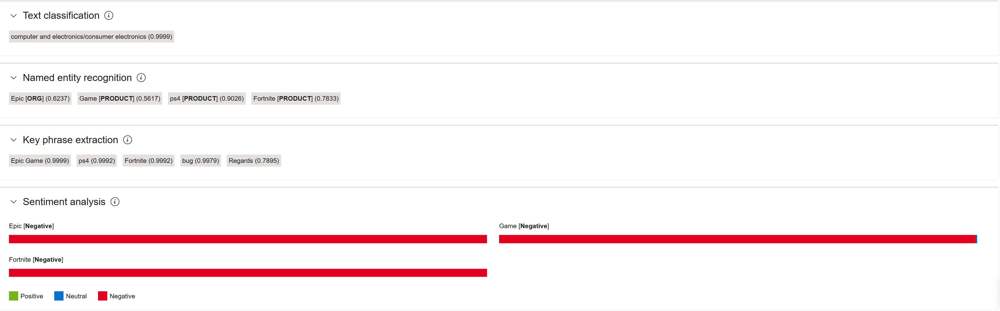 Text classification
computer and electronics/consumer electronics (0.9999)
Named entity recognition
Epic [ORG] (0.6237) Game [PRODUCT] (0.5617) ps4 [PRODUCT] (0.9026) Fortnite [PRODUCT] (0.7833)
Key phrase extraction
Epic Game (0.9999) ps4 (0.9992) Fortnite (0.9992) bug (0.9979) Regards (0.7895)
Sentiment analysis
Epic [Negative] Game [Negative]
Fortnite [Negative]
Positive Neutral Negative